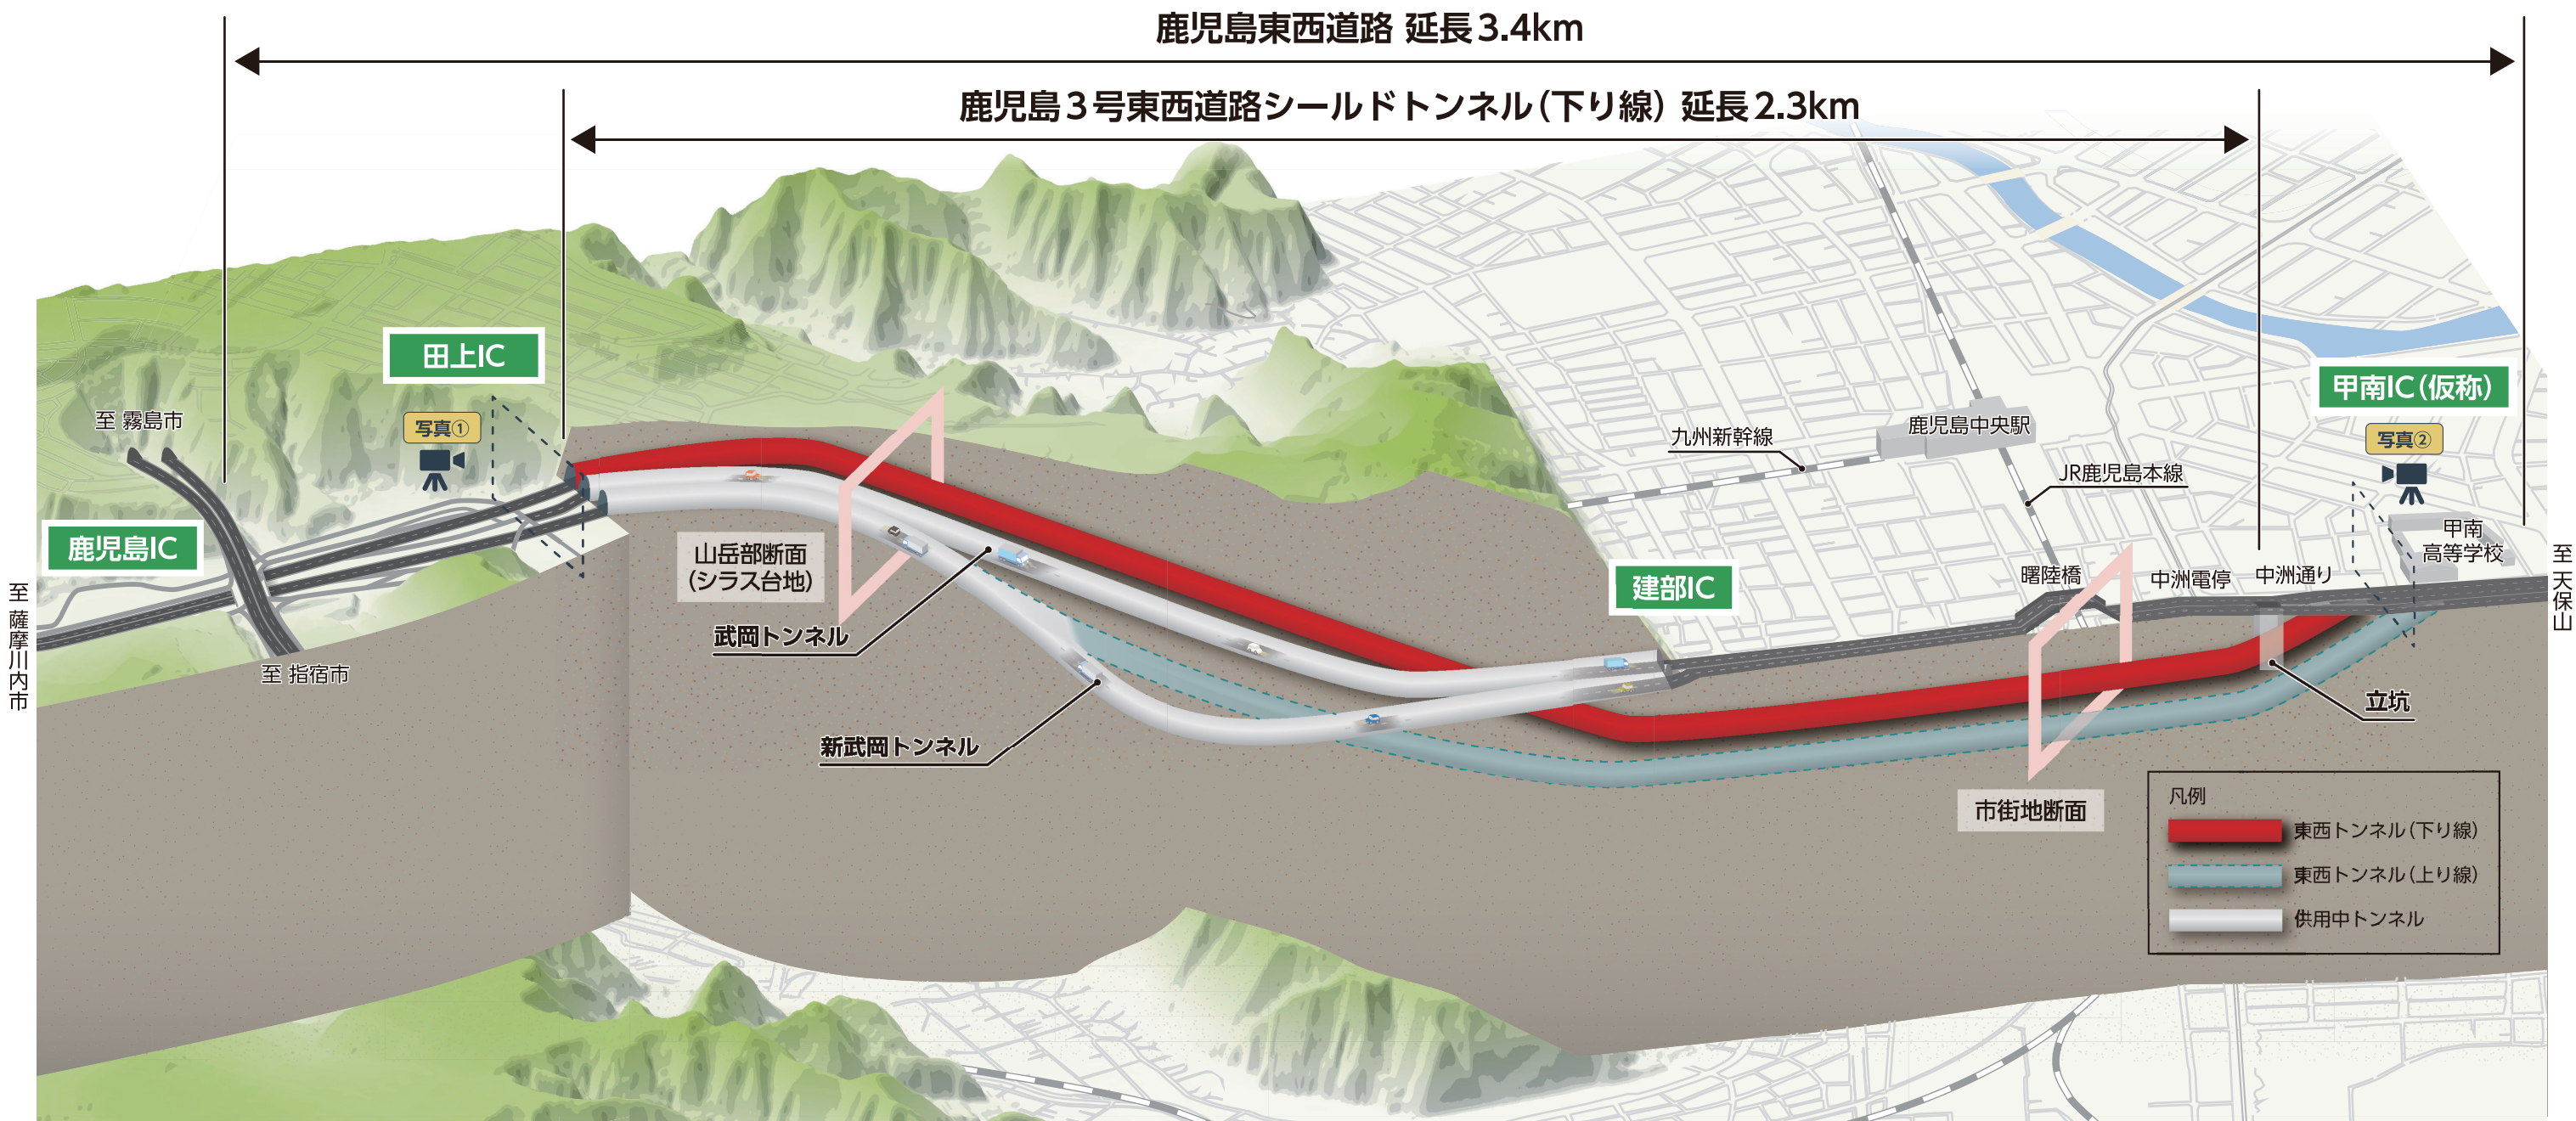 鹿児島東西道路 延長3.4km
鹿児島3号東西道路シールドトンネル(下り線) 延長2.3km
田上IC
至 霧島市
写真①
鹿児島IC
至 薩摩川内市
至 指宿市
山岳部断面
(シラス台地)
武岡トンネル
新武岡トンネル
建部IC
九州新幹線
鹿児島中央駅
JR鹿児島本線
甲南IC(仮称)
写真②
甲南
高等学校
曙陸橋
中洲電停
中洲通り
至 天保山
立坑
市街地断面
凡例
東西トンネル(下り線)
東西トンネル(上り線)
供用中トンネル